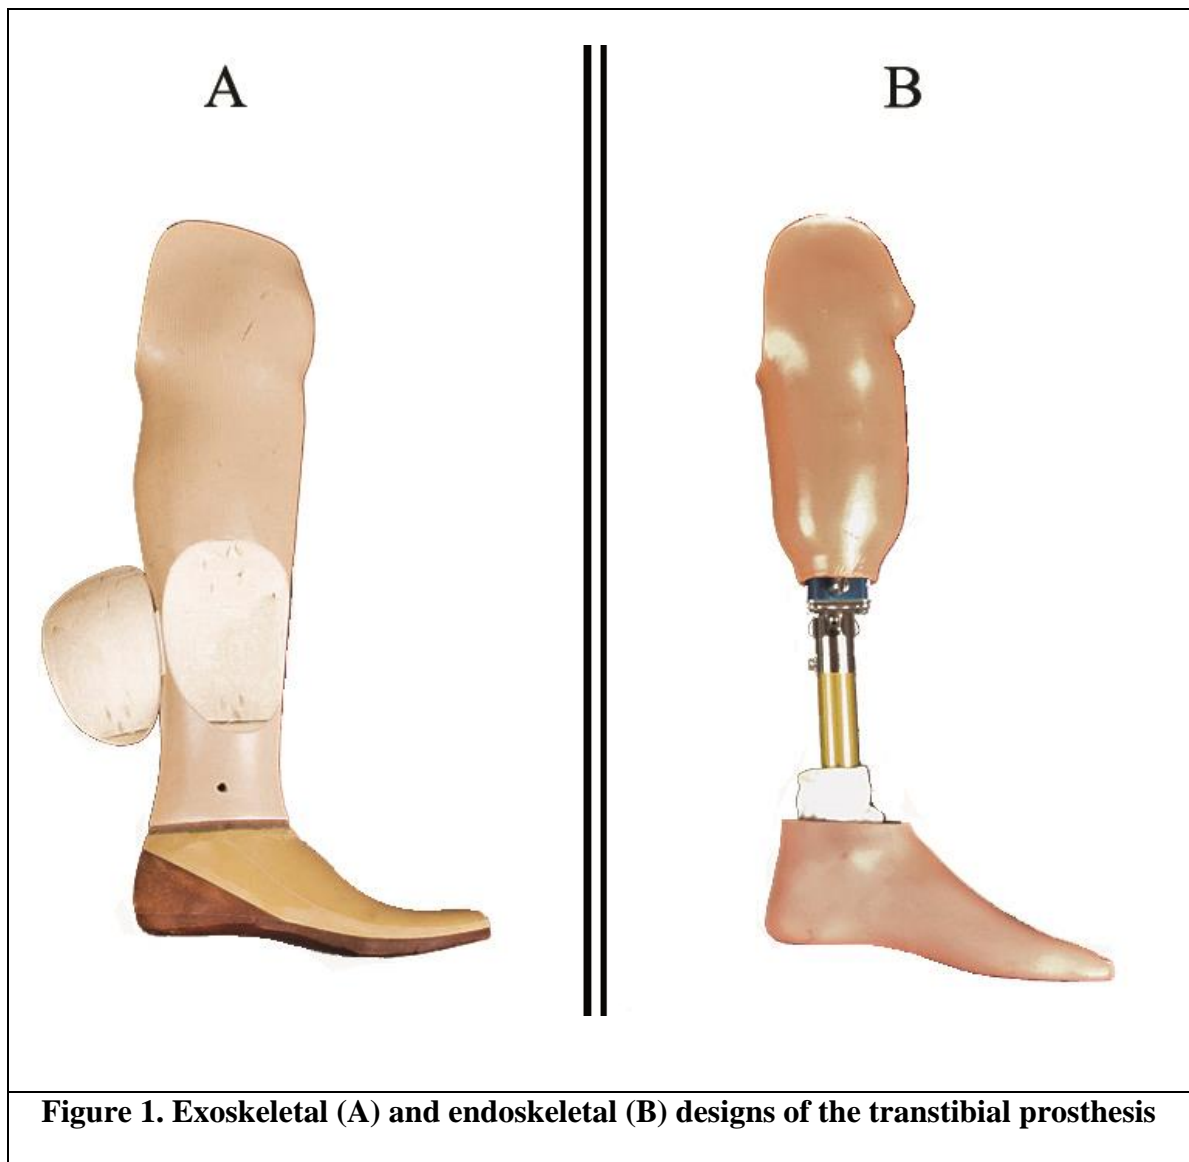 A
B
Figure 1. Exoskeletal (A) and endoskeletal (B) designs of the transtibial prosthesis